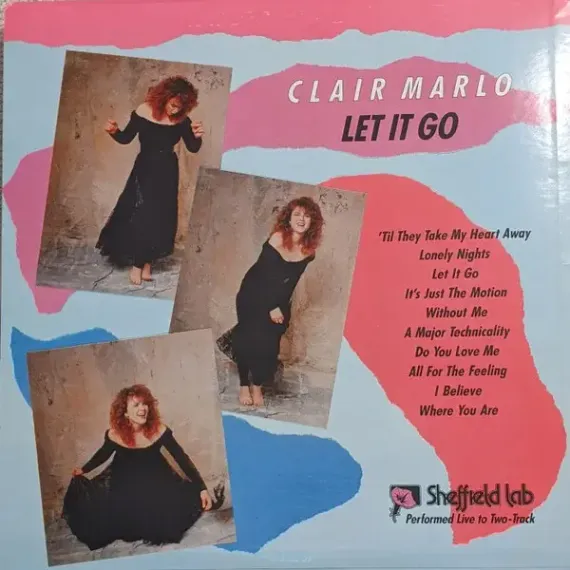 CLAIR MARLO
LET IT GO
'Til They Take My Heart Away
Lonely Nights
Let It Go
It's Just The Motion
Without Me
A Major Technicality
Do You Love Me
All For The Feeling
I Believe
Where You Are
Sheffield Lab
Performed Live to Two-Track